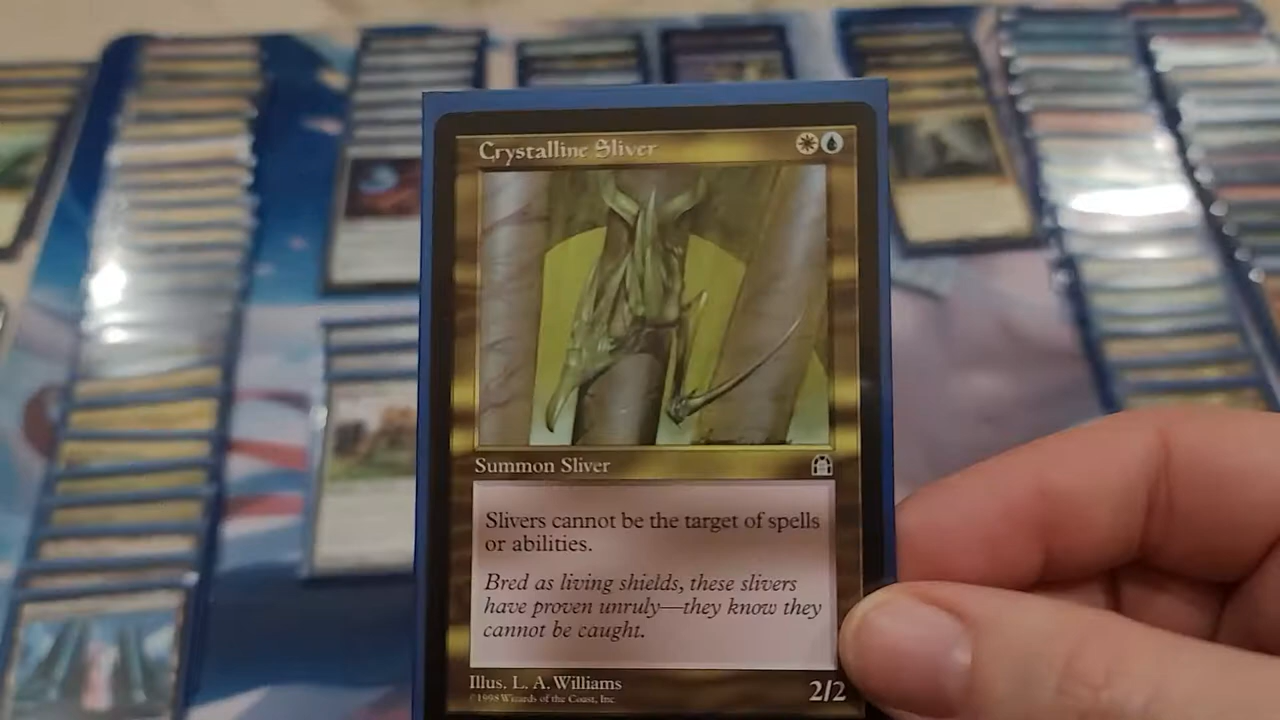 Crystalline Sliver
Summon Sliver
Slivers cannot be the target of spells
or abilities.
Bred as living shields, these slivers
have proven unruly—they know they
cannot be caught.
Illus. L. A. Williams
©1998 Wizards of the Coast, Inc.
2/2